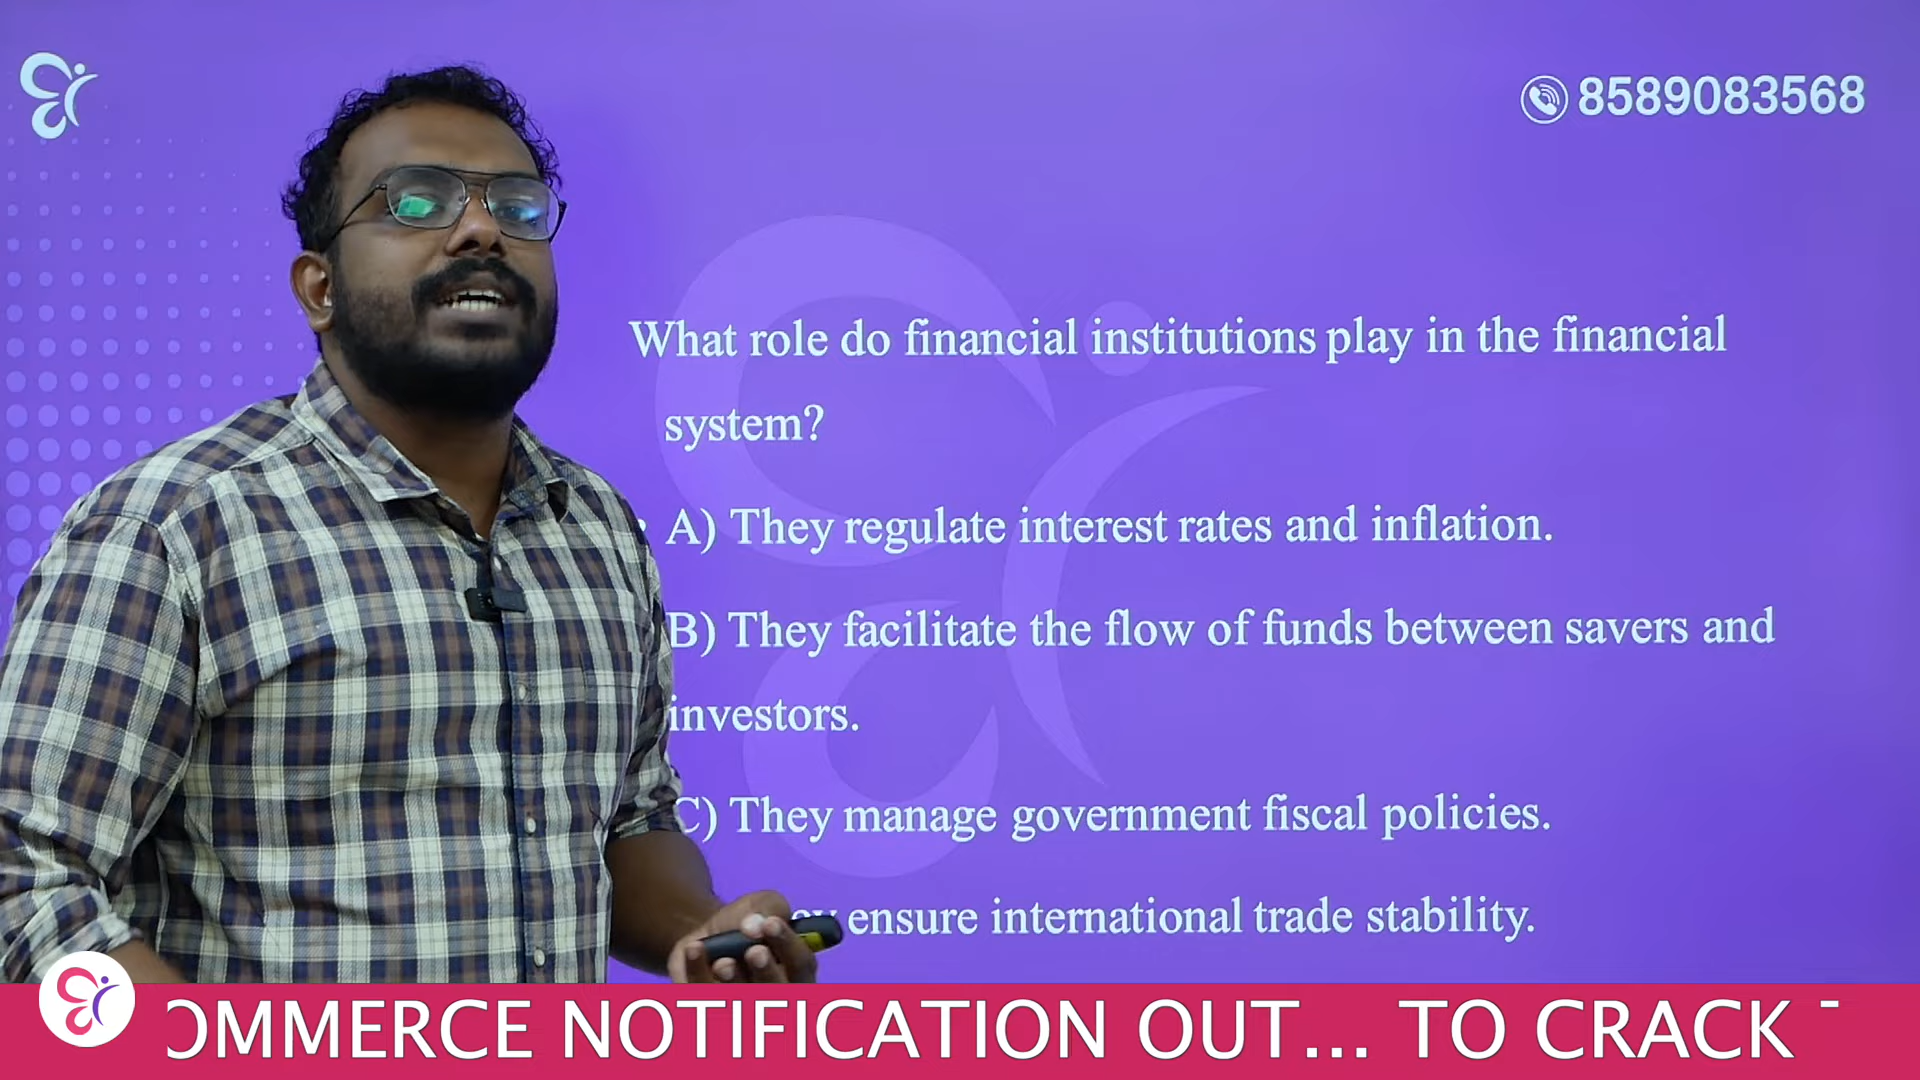 8589083568
What role do financial institutions play in the financial
system?
A) They regulate interest rates and inflation.
B) They facilitate the flow of funds between savers and
investors.
C) They manage government fiscal policies.
ensure international trade stability.
OMMERCE NOTIFICATION OUT... TO CRACK